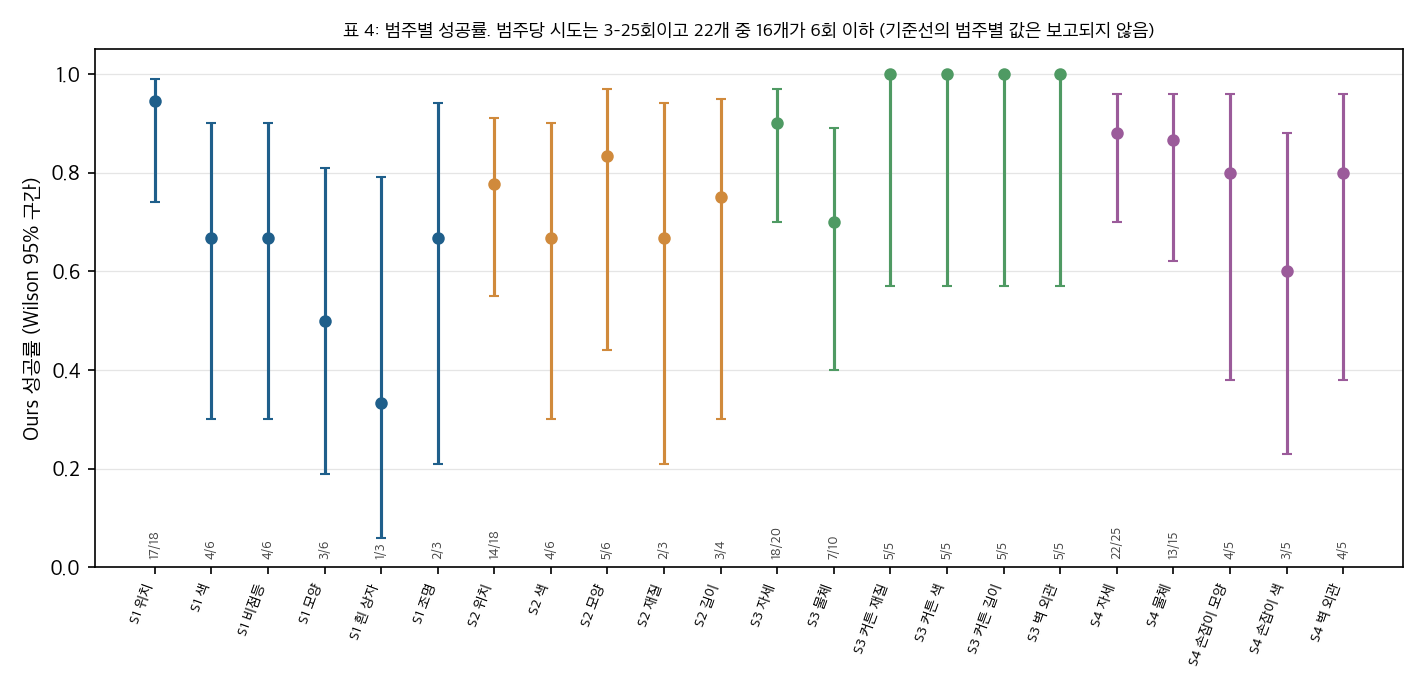 표 4: 범주별 성공률. 범주당 시도는 3-25회이고 22개 중 16개가 6회 이하 (기준선의 범주별 값은 보고되지 않음)
Ours 성공률 (Wilson 95% 구간)
1.0
0.8
0.6
0.4
0.2
0.0
17/18
4/6
4/6
3/6
1/3
2/3
14/18
4/6
5/6
2/3
3/4
18/20
7/10
5/5
5/5
5/5
5/5
22/25
13/15
4/5
3/5
4/5
S1 위치
S1 색
S1 비점등
S1 모양
S1 흰 상자
S1 조명
S2 위치
S2 색
S2 모양
S2 재질
S2 깊이
S3 자세
S3 물체
S3 커튼 재질
S3 커튼 색
S3 커튼 길이
S3 벽 외관
S4 자세
S4 물체
S4 손잡이 모양
S4 손잡이 색
S4 벽 외관